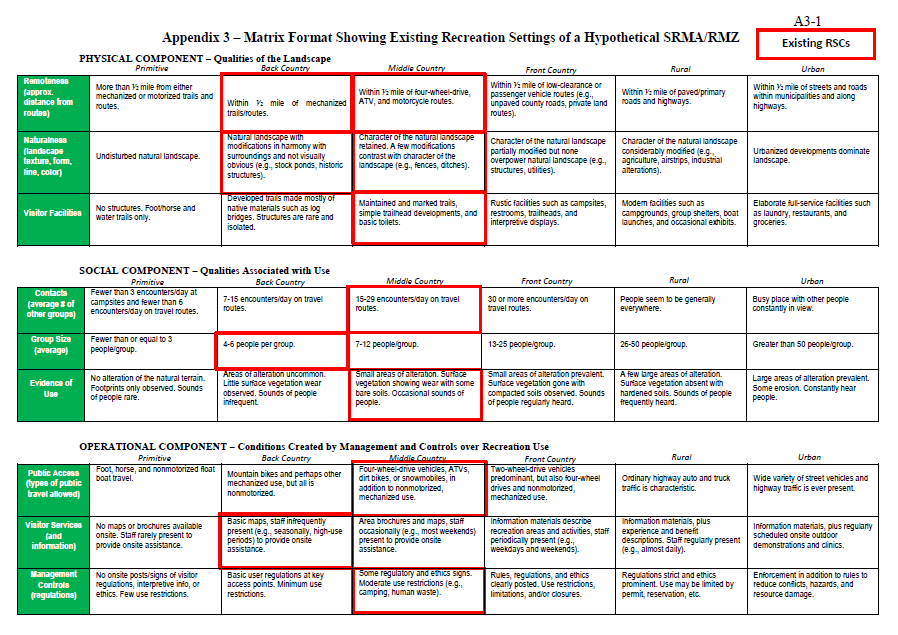 A3-1
Appendix 3 – Matrix Format Showing Existing Recreation Settings of a Hypothetical SRMA/RMZ
Existing RSCs
PHYSICAL COMPONENT – Qualities of the Landscape
Primitive
Back Country
Middle Country
Front Country
Rural
Urban
Remoteness
(approx.
distance from
routes)
More than ½ mile from either
mechanized or motorized trails and
routes.
Within ½ mile of mechanized
trails/routes.
Within ½ mile of four-wheel-drive,
ATV, and motorcycle routes.
Within ½ mile of low-clearance or
passenger vehicle routes (e.g.,
unpaved county roads, private land
routes).
Within ½ mile of paved/primary
roads and highways.
Within ½ mile of streets and roads
within municipalities and along
highways.
Naturalness
(landscape
texture, form,
line, color)
Undisturbed natural landscape.
Natural landscape with
modifications in harmony with
surroundings and not visually
obvious (e.g., stock ponds, historic
structures).
Character of the natural landscape
retained. A few modifications
contrast with character of the
landscape (e.g., fences, ditches).
Character of the natural landscape
partially modified but none
overpower natural landscape (e.g.,
structures, utilities).
Character of the natural landscape
considerably modified (e.g.,
agriculture, airstrips, industrial
alterations).
Urbanized developments dominate
landscape.
Visitor Facilities
No structures. Foot/horse and
water trails only.
Developed trails made mostly of
native materials such as log
bridges. Structures are rare and
isolated.
Maintained and marked trails,
simple trailhead developments, and
basic toilets.
Rustic facilities such as campsites,
restrooms, trailheads, and
interpretive displays.
Modern facilities such as
campgrounds, group shelters, boat
launches, and occasional exhibits.
Elaborate full-service facilities such
as laundry, restaurants, and
groceries.
SOCIAL COMPONENT – Qualities Associated with Use
Primitive
Back Country
Middle Country
Front Country
Rural
Urban
Contacts
(average # of
other groups)
Fewer than 3 encounters/day at
campsites and fewer than 6
encounters/day on travel routes.
7-15 encounters/day on travel
routes.
15-29 encounters/day on travel
routes.
30 or more encounters/day on
travel routes.
People seem to be generally
everywhere.
Busy place with other people
constantly in view.
Group Size
(average)
Fewer than or equal to 3
people/group.
4-6 people per group.
7-12 people/group.
13-25 people/group.
26-50 people/group.
Greater than 50 people/group.
Evidence of
Use
No alteration of the natural terrain.
Footprints only observed. Sounds
of people rare.
Areas of alteration uncommon.
Little surface vegetation wear
observed. Sounds of people
infrequent.
Small areas of alteration. Surface
vegetation showing wear with some
bare soils. Occasional sounds of
people.
Small areas of alteration prevalent.
Surface vegetation gone with
compacted soils observed. Sounds
of people regularly heard.
A few large areas of alteration.
Surface vegetation absent with
hardened soils. Sounds of people
frequently heard.
Large areas of alteration prevalent.
Some erosion. Constantly hear
people.
OPERATIONAL COMPONENT – Conditions Created by Management and Controls over Recreation Use
Primitive
Back Country
Middle Country
Front Country
Rural
Urban
Public Access
(types of public
travel allowed)
Foot, horse, and nonmotorized float
boat travel.
Mountain bikes and perhaps other
mechanized use, but all is
nonmotorized.
Four-wheel-drive vehicles, ATVs,
dirt bikes, or snowmobiles, in
addition to nonmotorized,
mechanized use.
Two-wheel-drive vehicles
predominant, but also four-wheel
drives and nonmotorized,
mechanized use.
Ordinary highway auto and truck
traffic is characteristic.
Wide variety of street vehicles and
highway traffic is ever present.
Visitor Services
(and
information)
No maps or brochures available
onsite. Staff rarely present to
provide onsite assistance.
Basic maps, staff infrequently
present (e.g., seasonally, high-use
periods) to provide onsite
assistance.
Area brochures and maps, staff
occasionally (e.g., most weekends)
present to provide onsite
assistance.
Information materials describe
recreation areas and activities, staff
periodically present (e.g.,
weekdays and weekends).
Information materials, plus
experience and benefit
descriptions. Staff regularly present
(e.g., almost daily).
Information materials, plus regularly
scheduled onsite outdoor
demonstrations and clinics.
Management
Controls
(regulations)
No onsite posts/signs of visitor
regulations, interpretive info, or
ethics. Few use restrictions.
Basic user regulations at key
access points. Minimum use
restrictions.
Some regulatory and ethics signs.
Moderate use restrictions (e.g.,
camping, human waste).
Rules, regulations, and ethics
clearly posted. Use restrictions,
limitations, and/or closures.
Regulations strict and ethics
prominent. Use may be limited by
permit, reservation, etc.
Enforcement in addition to rules to
reduce conflicts, hazards, and
resource damage.